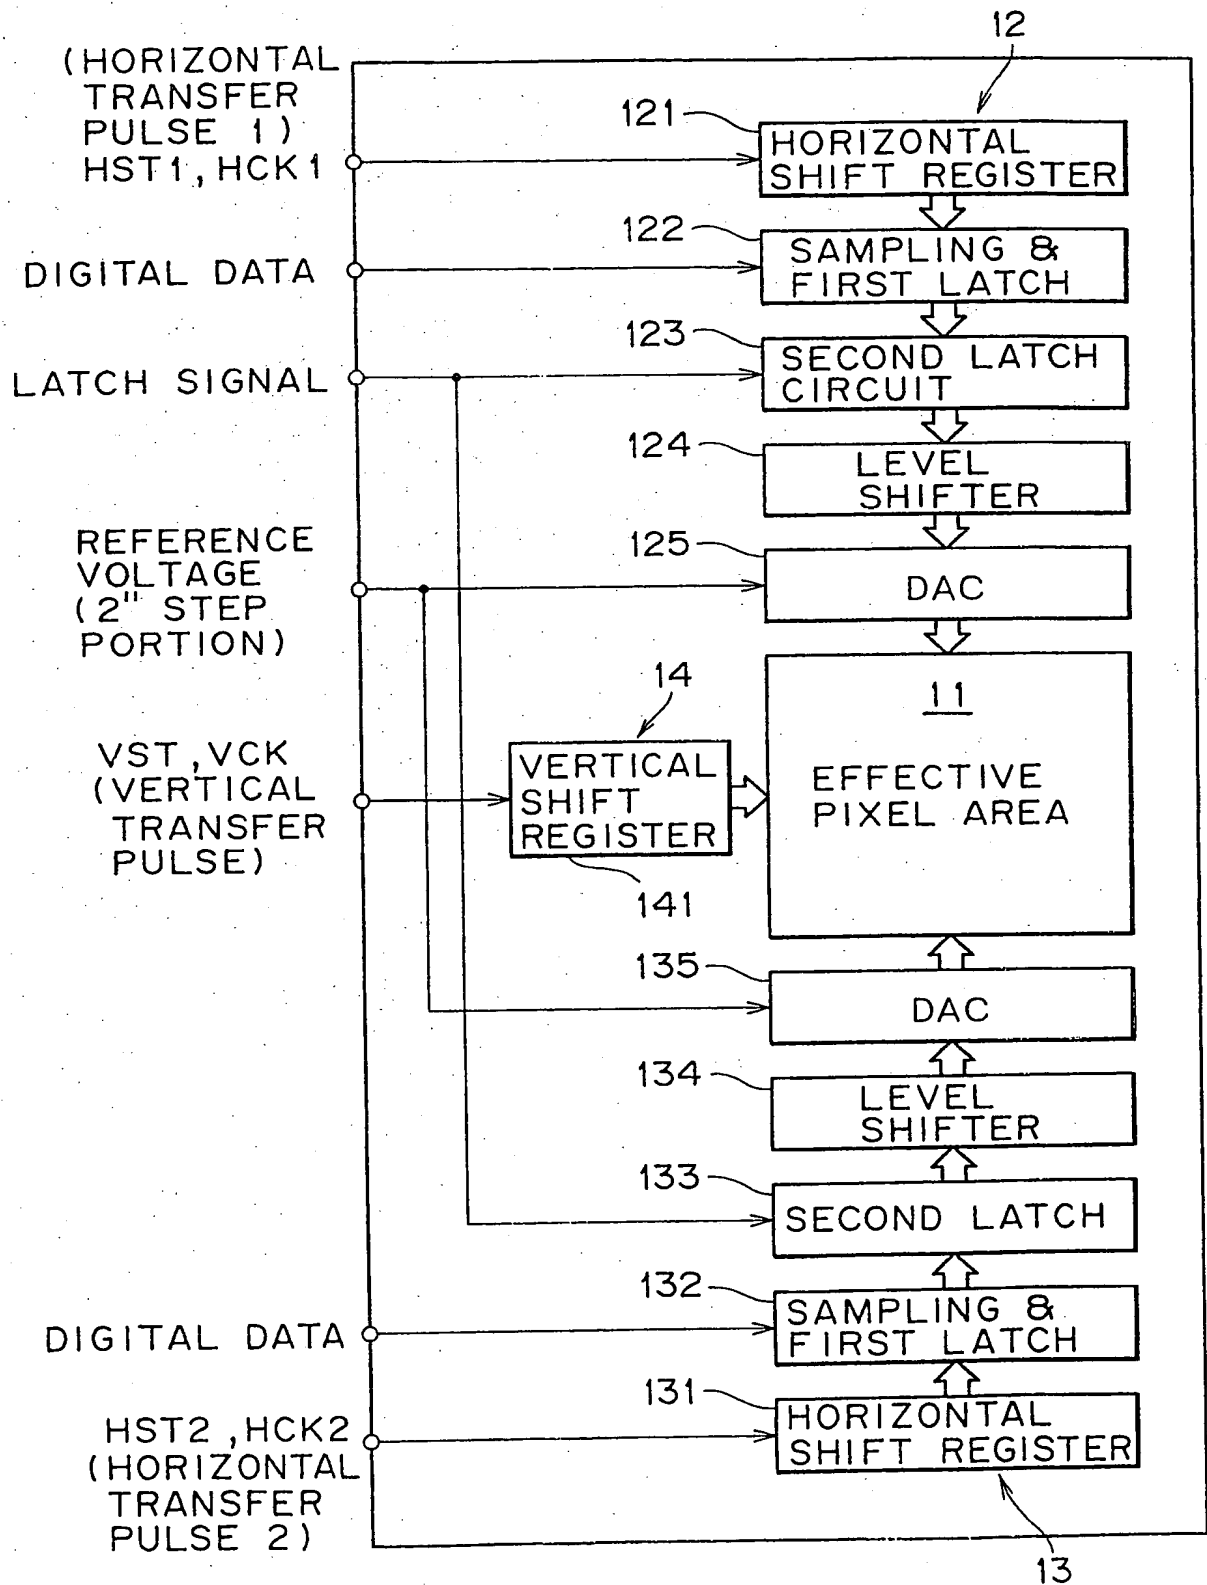 12
(HORIZONTAL
TRANSFER
PULSE 1)
HST1, HCK1
121
HORIZONTAL
SHIFT REGISTER
122
DIGITAL DATA
SAMPLING &
FIRST LATCH
123
LATCH SIGNAL
SECOND LATCH
CIRCUIT
124
LEVEL
SHIFTER
REFERENCE
VOLTAGE
(2" STEP
PORTION)
125
DAC
14
11
VST, VCK
(VERTICAL
TRANSFER
PULSE)
VERTICAL
SHIFT
REGISTER
EFFECTIVE
PIXEL AREA
141
135
DAC
134
LEVEL
SHIFTER
133
SECOND LATCH
132
DIGITAL DATA
SAMPLING &
FIRST LATCH
131
HST2, HCK2
(HORIZONTAL
TRANSFER
PULSE 2)
HORIZONTAL
SHIFT REGISTER
13